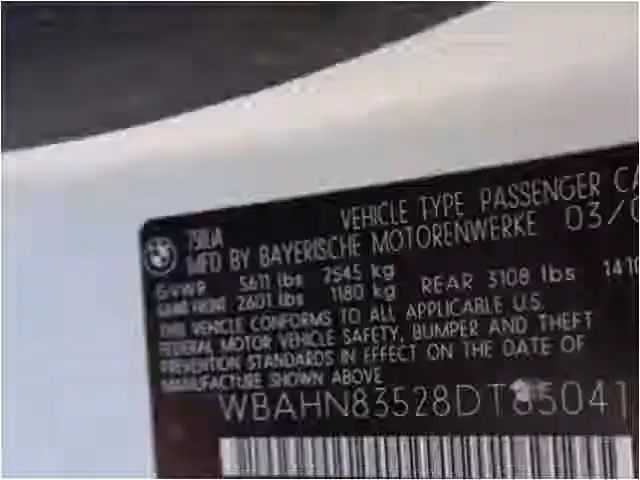 750LiA
VEHICLE TYPE PASSENGER CA
MFD BY BAYERISCHE MOTORENWERKE 03/0
GVWR 5611 lbs 2545 kg
GAWR FRONT 2601 lbs 1180 kg REAR 3108 lbs 1410
THIS VEHICLE CONFORMS TO ALL APPLICABLE U.S.
FEDERAL MOTOR VEHICLE SAFETY, BUMPER AND THEFT
PREVENTION STANDARDS IN EFFECT ON THE DATE OF
MANUFACTURE SHOWN ABOVE
WBAHN83528DT85041